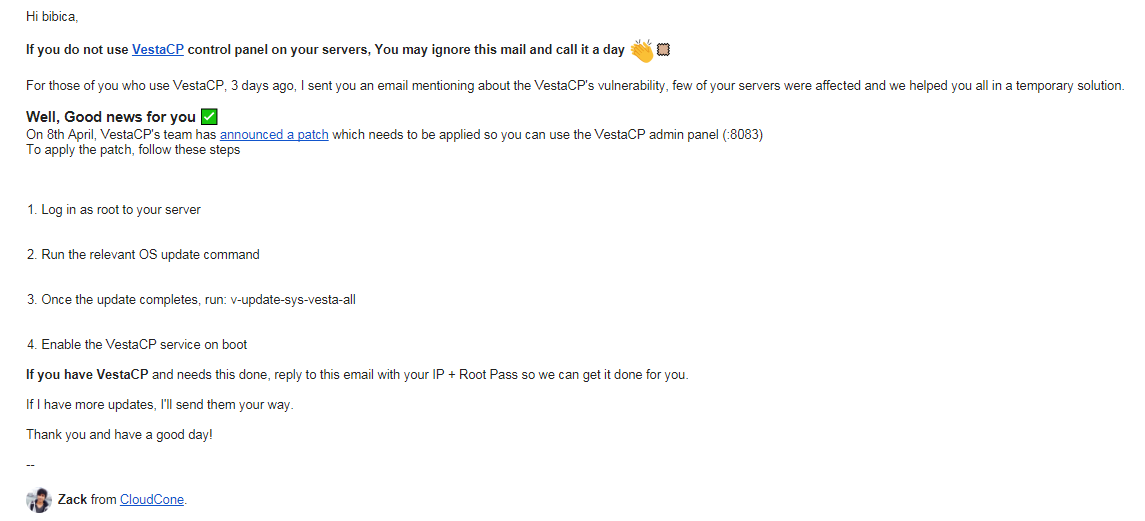 Hi bibica,
If you do not use VestaCP control panel on your servers, You may ignore this mail and call it a day 👏🏽
For those of you who use VestaCP, 3 days ago, I sent you an email mentioning about the VestaCP's vulnerability, few of your servers were affected and we helped you all in a temporary solution.
Well, Good news for you ✅
On 8th April, VestaCP's team has announced a patch which needs to be applied so you can use the VestaCP admin panel (:8083)
To apply the patch, follow these steps
1. Log in as root to your server
2. Run the relevant OS update command
3. Once the update completes, run: v-update-sys-vesta-all
4. Enable the VestaCP service on boot
If you have VestaCP and needs this done, reply to this email with your IP + Root Pass so we can get it done for you.
If I have more updates, I'll send them your way.
Thank you and have a good day!
--
Zack from CloudCone.